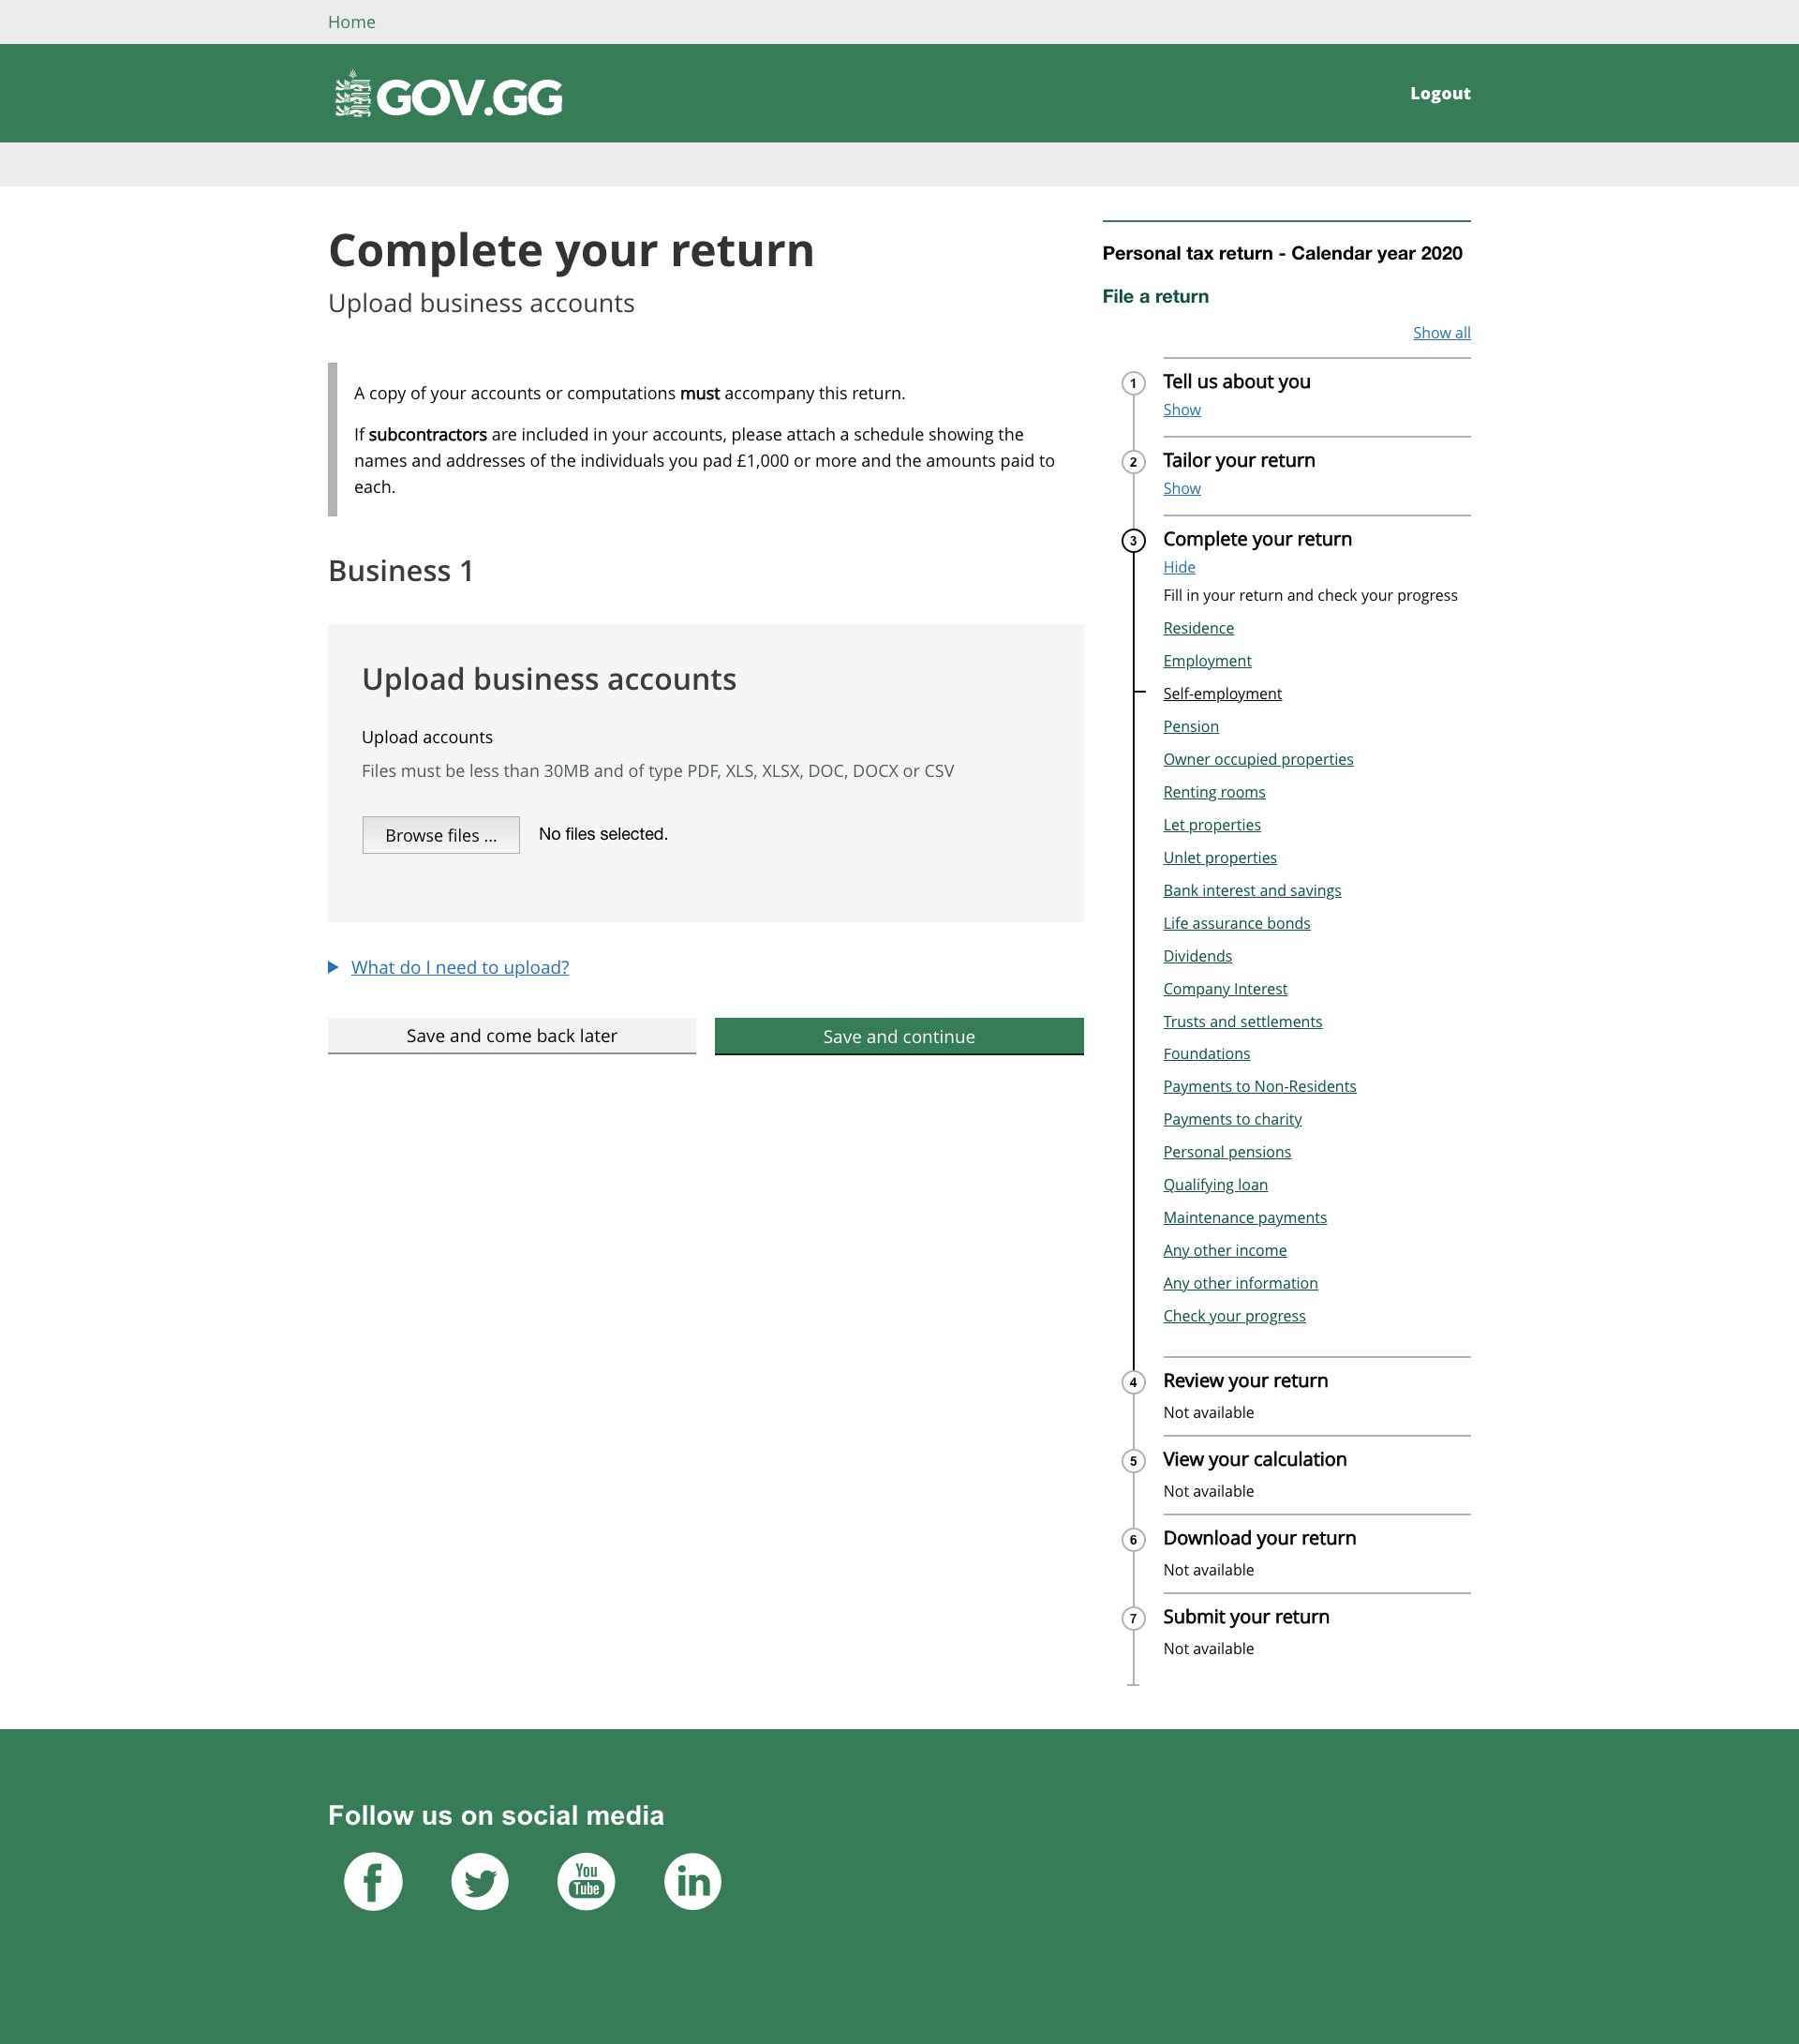 Home
GOV.GG
Logout
Complete your return
Upload business accounts
A copy of your accounts or computations must accompany this return.
If subcontractors are included in your accounts, please attach a schedule showing the
names and addresses of the individuals you pad £1,000 or more and the amounts paid to
each.
Business 1
Upload business accounts
Upload accounts
Files must be less than 30MB and of type PDF, XLS, XLSX, DOC, DOCX or CSV
Browse files ...
No files selected.
What do I need to upload?
Save and come back later
Save and continue
Personal tax return - Calendar year 2020
File a return
Show all
1
Tell us about you
Show
2
Tailor your return
Show
3
Complete your return
Hide
Fill in your return and check your progress
Residence
Employment
Self-employment
Pension
Owner occupied properties
Renting rooms
Let properties
Unlet properties
Bank interest and savings
Life assurance bonds
Dividends
Company Interest
Trusts and settlements
Foundations
Payments to Non-Residents
Payments to charity
Personal pensions
Qualifying loan
Maintenance payments
Any other income
Any other information
Check your progress
4
Review your return
Not available
5
View your calculation
Not available
6
Download your return
Not available
7
Submit your return
Not available
Follow us on social media
f
You
Tube
in